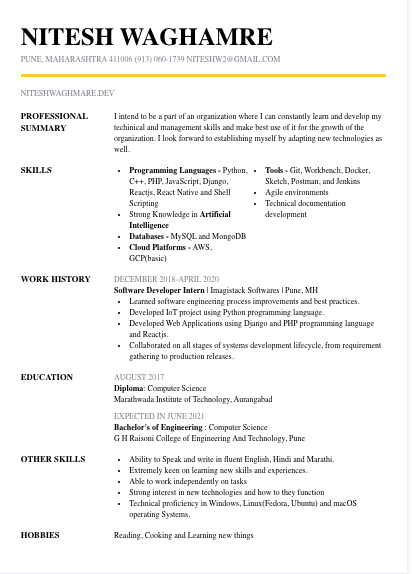 NITESH WAGHAMRE
PUNE, MAHARASHTRA 411006 (913) 060-1739 NITESHW2@GMAIL.COM
NITESHWAGHMARE.DEV
PROFESSIONAL SUMMARY
I intend to be a part of an organization where I can constantly learn and develop my
techinical and management skills and make best use of it for the growth of the
organization. I look forward to establishing myself by adapting new technologies as
well.
SKILLS
• Programming Languages - Python,
C++, PHP, JavaScript, Django,
Reactjs, React Native and Shell
Scripting
• Strong Knowledge in Artificial
Intelligence
• Databases - MySQL and MongoDB
• Cloud Platforms - AWS,
GCP(basic)
• Tools - Git, Workbench, Docker,
Sketch, Postman, and Jenkins
• Agile environments
• Technical documentation
development
WORK HISTORY
DECEMBER 2018-APRIL 2020
Software Developer Intern | Imagistack Softwares | Pune, MH
• Learned software engineering process improvements and best practices.
• Developed IoT project using Python programming language.
• Developed Web Applications using Django and PHP programming language
and Reactjs.
• Collaborated on all stages of systems development lifecycle, from requirement
gathering to production releases.
EDUCATION
AUGUST 2017
Diploma: Computer Science
Marathwada Institute of Technology, Aurangabad
EXPECTED IN JUNE 2021
Bachelor's of Engineering : Computer Science
G H Raisoni College of Engineering And Technology, Pune
OTHER SKILLS
• Ability to Speak and write in fluent English, Hindi and Marathi.
• Extremely keen on learning new skills and experiences.
• Able to work independently on tasks
• Strong interest in new technologies and how to they function
• Technical proficiency in Windows, Linux(Fedora, Ubuntu) and macOS
operating Systems.
HOBBIES
Reading, Cooking and Learning new things